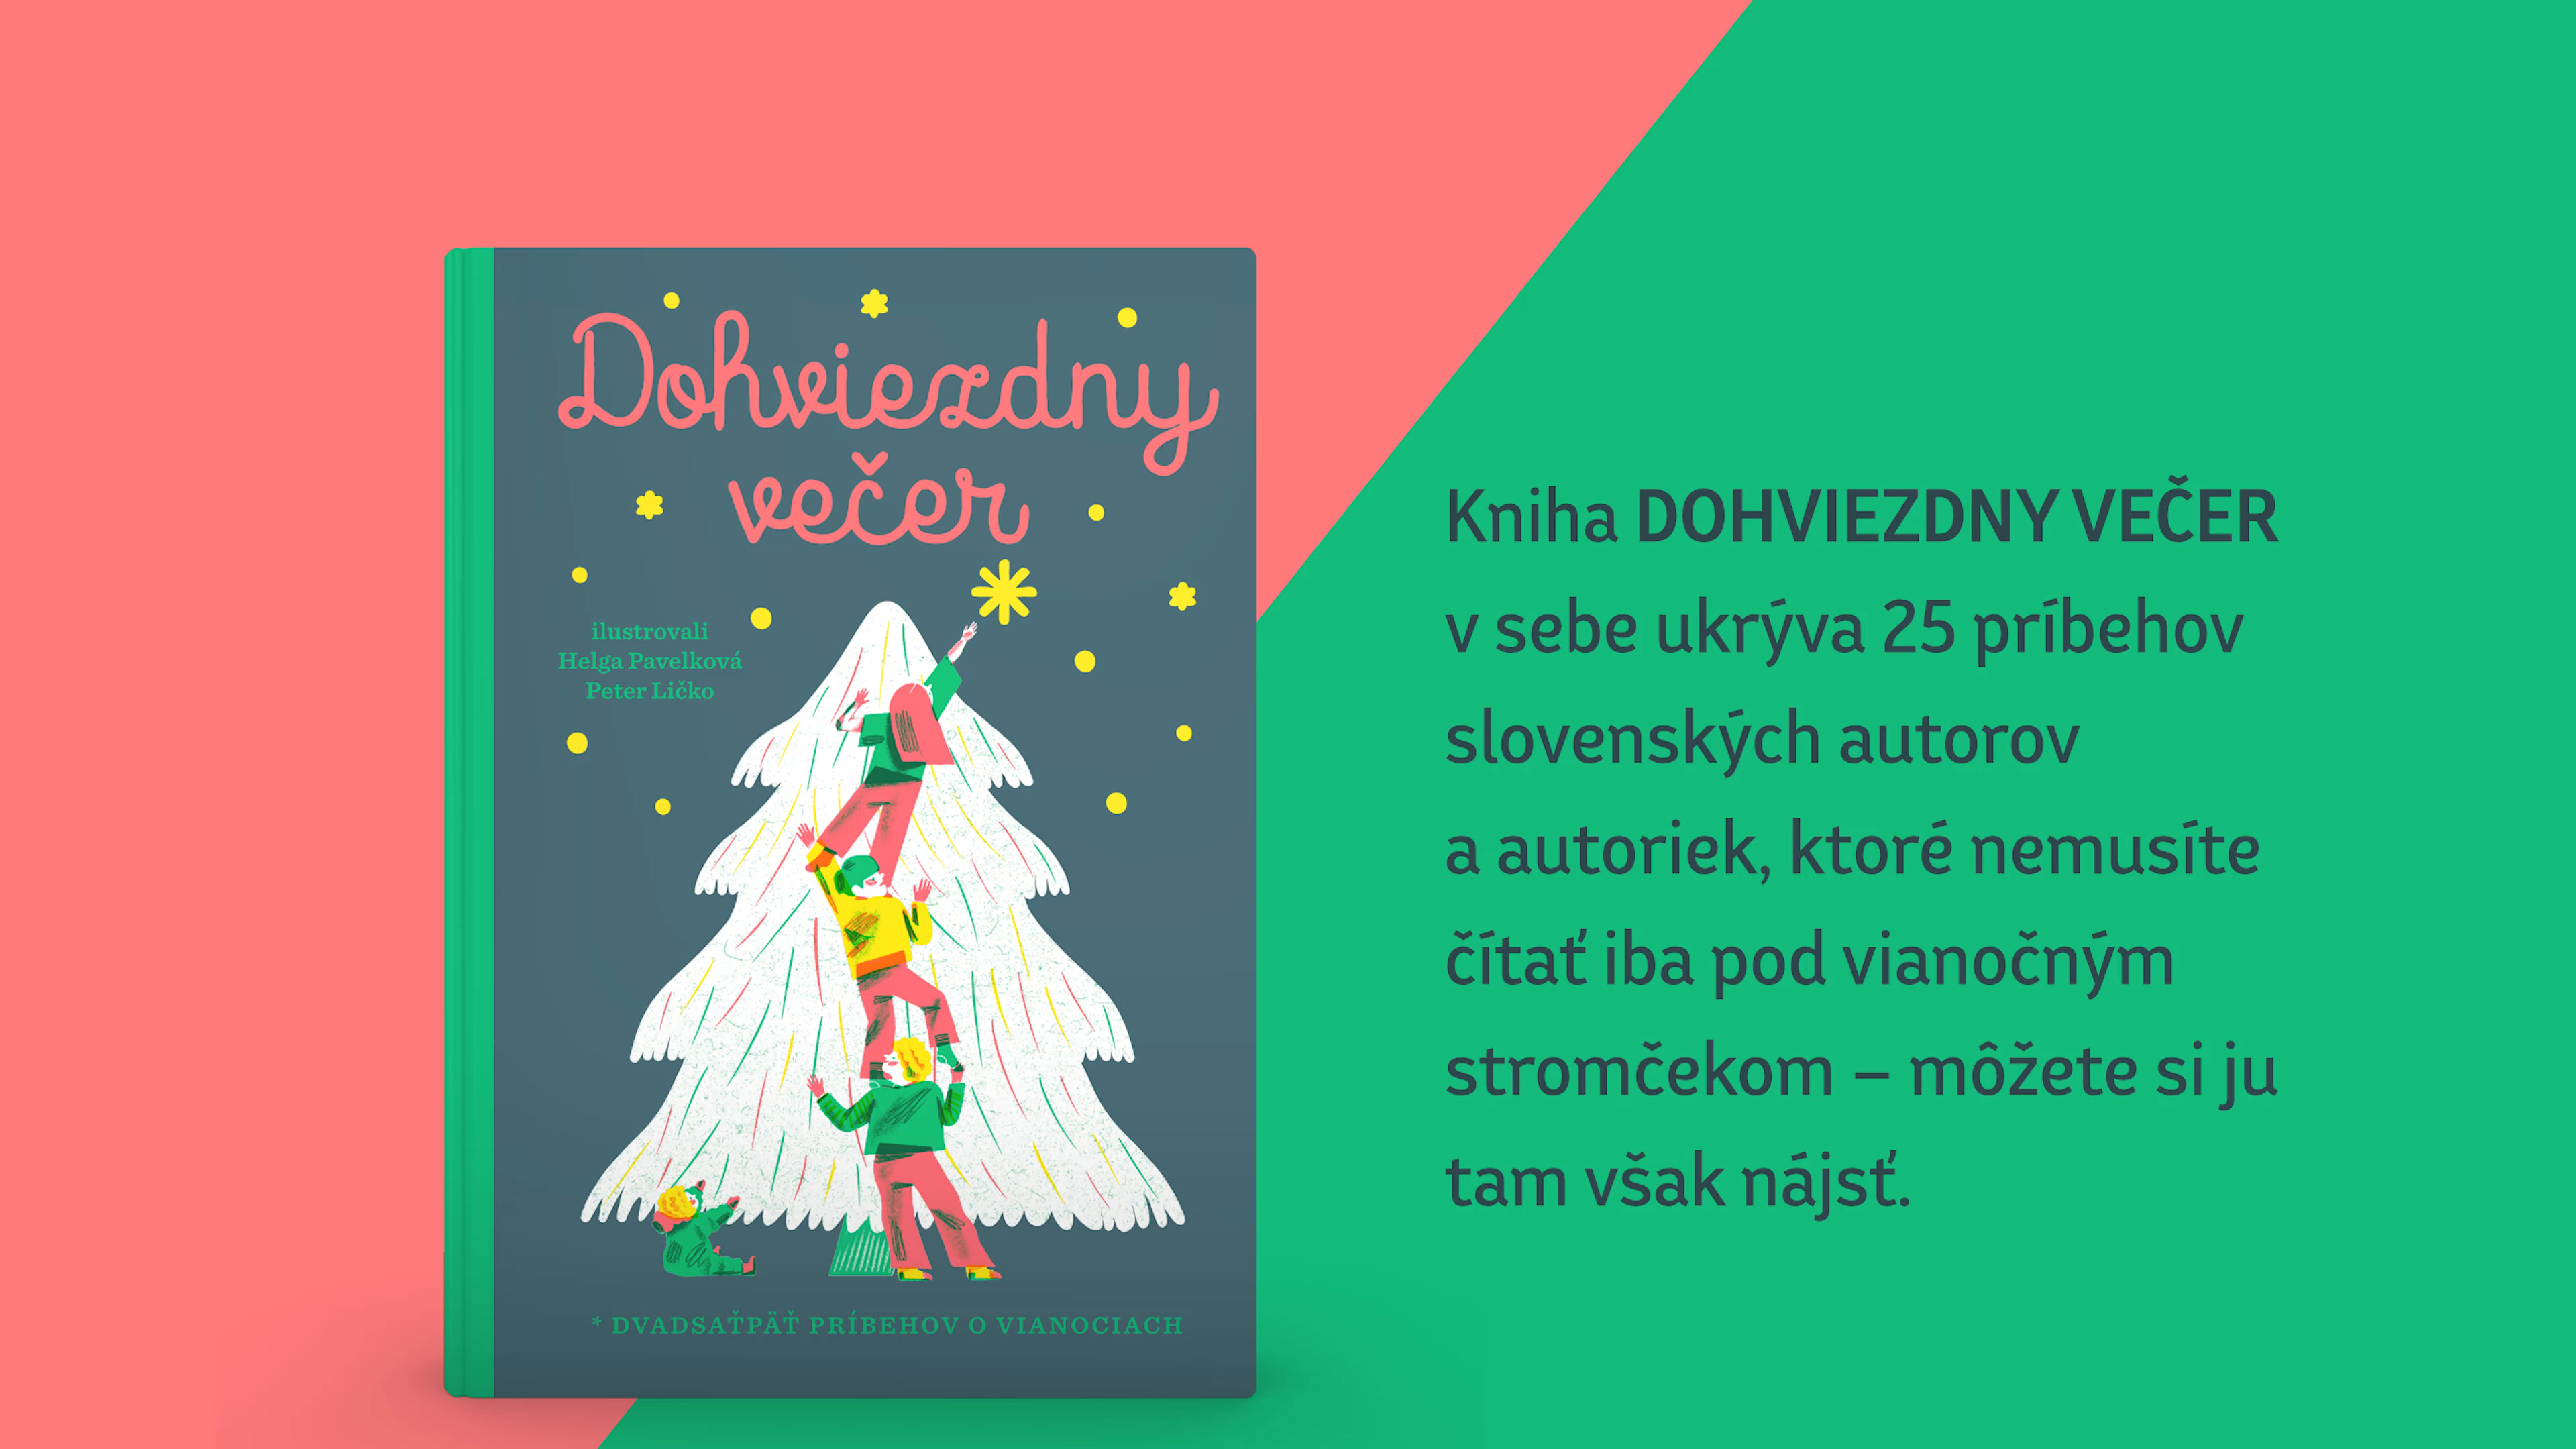 Dohviezdny
večer
ilustrovali
Helga Pavelková
Peter Ličko
* DVADSAŤPÄŤ PRÍBEHOV O VIANOCIACH
Kniha DOHVIEZDNY VEČER
v sebe ukrýva 25 príbehov
slovenských autorov
a autoriek, ktoré nemusíte
čítať iba pod vianočným
stromčekom – môžete si ju
tam však nájsť.